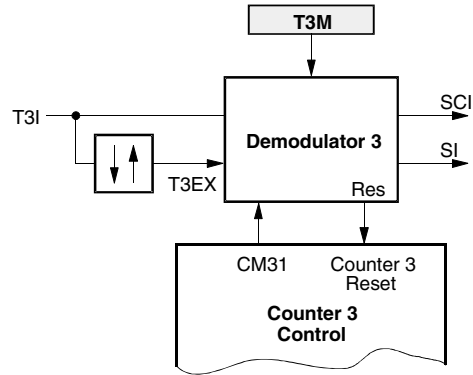 T3M
SCI
T3I
Demodulator 3
SI
T3EX
Res
CM31
Counter 3
Reset
Counter 3
Control